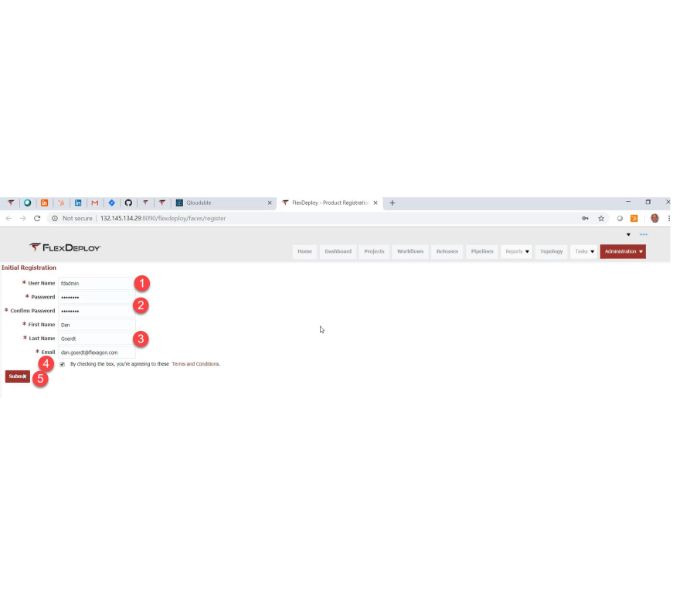 Qloudable
FlexDeploy - Product Registratio
Not secure | 132.145.134.29:8090/flexdeploy/faces/register
FLEXDEPLOY
Home Dashboard Projects Workflows Releases Pipelines Reports Topology Tasks Administration
Initial Registration
* User Name fdadmin 1
* Password ••••••••
2
* Confirm Password ••••••••
* First Name Dan
* Last Name Goerdt 3
* Email dan.goerdt@flexagon.com
4 By checking the box, you're agreeing to these Terms and Conditions.
Submit 5